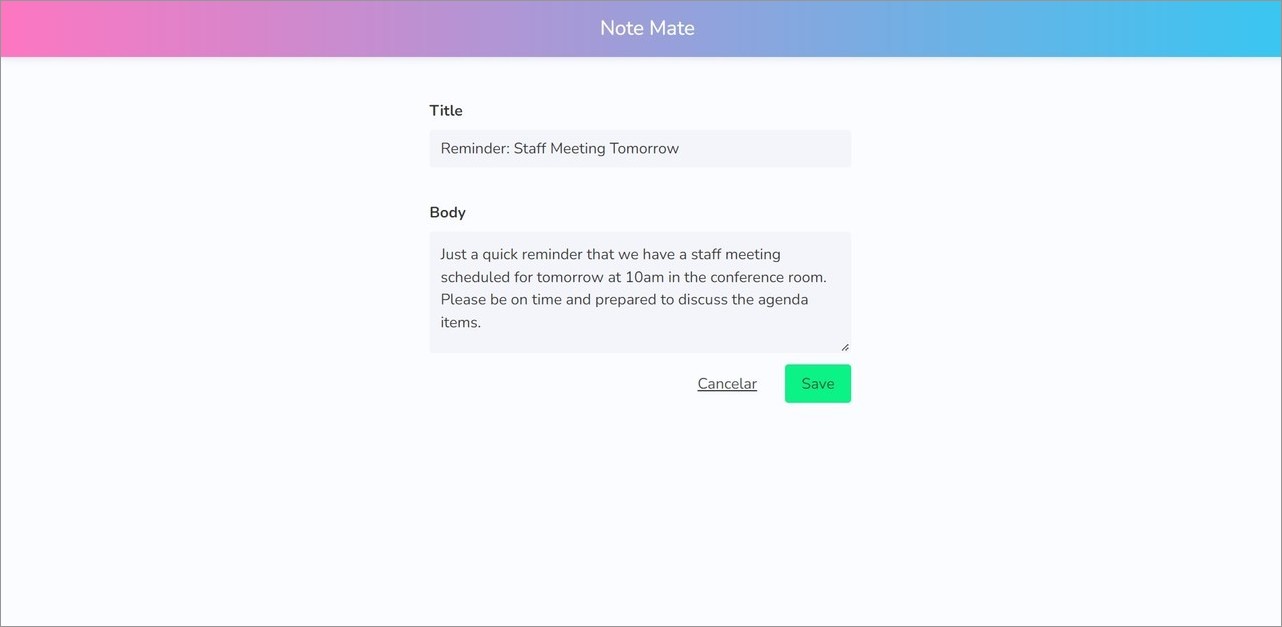 Note Mate
Title
Reminder: Staff Meeting Tomorrow
Body
Just a quick reminder that we have a staff meeting
scheduled for tomorrow at 10am in the conference room.
Please be on time and prepared to discuss the agenda
items.
Cancelar
Save